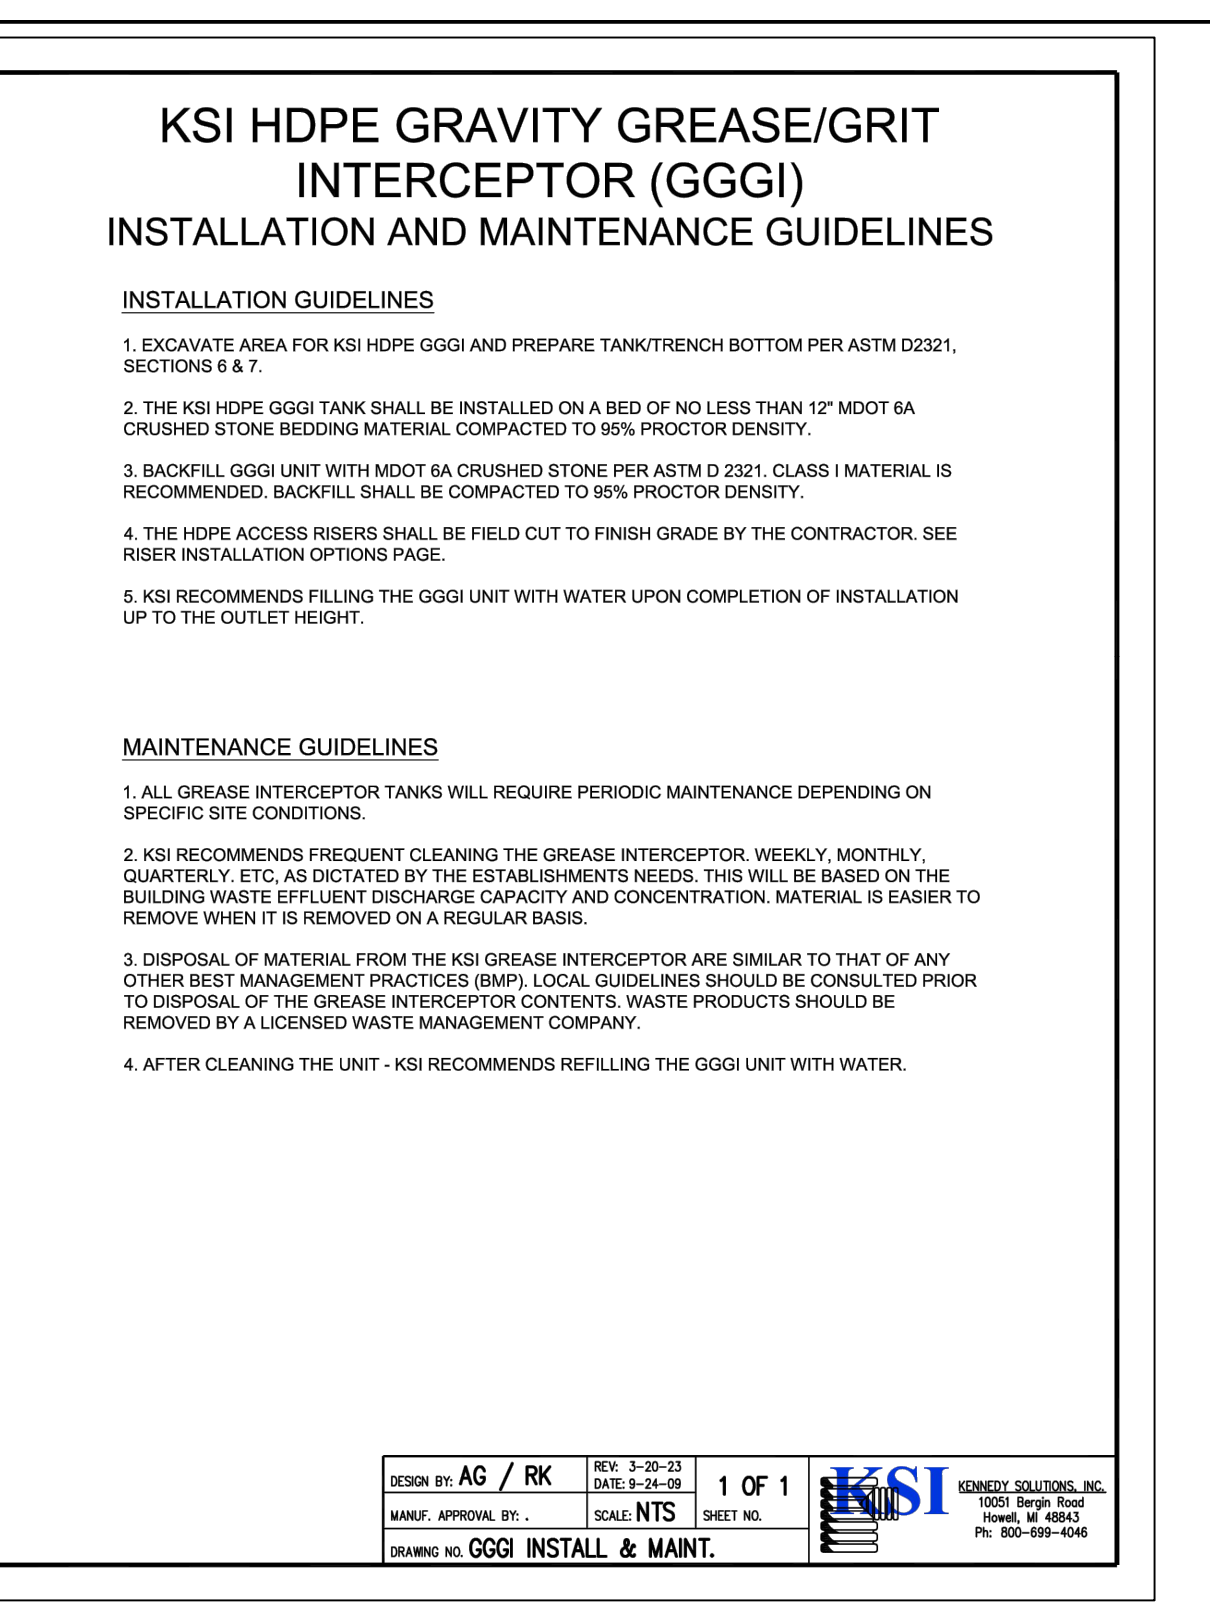 KSI HDPE GRAVITY GREASE/GRIT
INTERCEPTOR (GGGI)
INSTALLATION AND MAINTENANCE GUIDELINES
INSTALLATION GUIDELINES
1. EXCAVATE AREA FOR KSI HDPE GGGI AND PREPARE TANK/TRENCH BOTTOM PER ASTM D2321,
SECTIONS 6 & 7.
2. THE KSI HDPE GGGI TANK SHALL BE INSTALLED ON A BED OF NO LESS THAN 12" MDOT 6A
CRUSHED STONE BEDDING MATERIAL COMPACTED TO 95% PROCTOR DENSITY.
3. BACKFILL GGGI UNIT WITH MDOT 6A CRUSHED STONE PER ASTM D 2321. CLASS I MATERIAL IS
RECOMMENDED. BACKFILL SHALL BE COMPACTED TO 95% PROCTOR DENSITY.
4. THE HDPE ACCESS RISERS SHALL BE FIELD CUT TO FINISH GRADE BY THE CONTRACTOR. SEE
RISER INSTALLATION OPTIONS PAGE.
5. KSI RECOMMENDS FILLING THE GGGI UNIT WITH WATER UPON COMPLETION OF INSTALLATION
UP TO THE OUTLET HEIGHT.
MAINTENANCE GUIDELINES
1. ALL GREASE INTERCEPTOR TANKS WILL REQUIRE PERIODIC MAINTENANCE DEPENDING ON
SPECIFIC SITE CONDITIONS.
2. KSI RECOMMENDS FREQUENT CLEANING THE GREASE INTERCEPTOR. WEEKLY, MONTHLY,
QUARTERLY. ETC, AS DICTATED BY THE ESTABLISHMENTS NEEDS. THIS WILL BE BASED ON THE
BUILDING WASTE EFFLUENT DISCHARGE CAPACITY AND CONCENTRATION. MATERIAL IS EASIER TO
REMOVE WHEN IT IS REMOVED ON A REGULAR BASIS.
3. DISPOSAL OF MATERIAL FROM THE KSI GREASE INTERCEPTOR ARE SIMILAR TO THAT OF ANY
OTHER BEST MANAGEMENT PRACTICES (BMP). LOCAL GUIDELINES SHOULD BE CONSULTED PRIOR
TO DISPOSAL OF THE GREASE INTERCEPTOR CONTENTS. WASTE PRODUCTS SHOULD BE
REMOVED BY A LICENSED WASTE MANAGEMENT COMPANY.
4. AFTER CLEANING THE UNIT - KSI RECOMMENDS REFILLING THE GGGI UNIT WITH WATER.
DESIGN BY: AG / RK
REV: 3-20-23
DATE: 9-24-09
1 OF 1
MANUF. APPROVAL BY: .
SCALE: NTS
SHEET NO.
DRAWING NO. GGGI INSTALL & MAINT.
KSI
KENNEDY SOLUTIONS, INC.
10051 Bergin Road
Howell, MI 48843
Ph: 800-699-4046